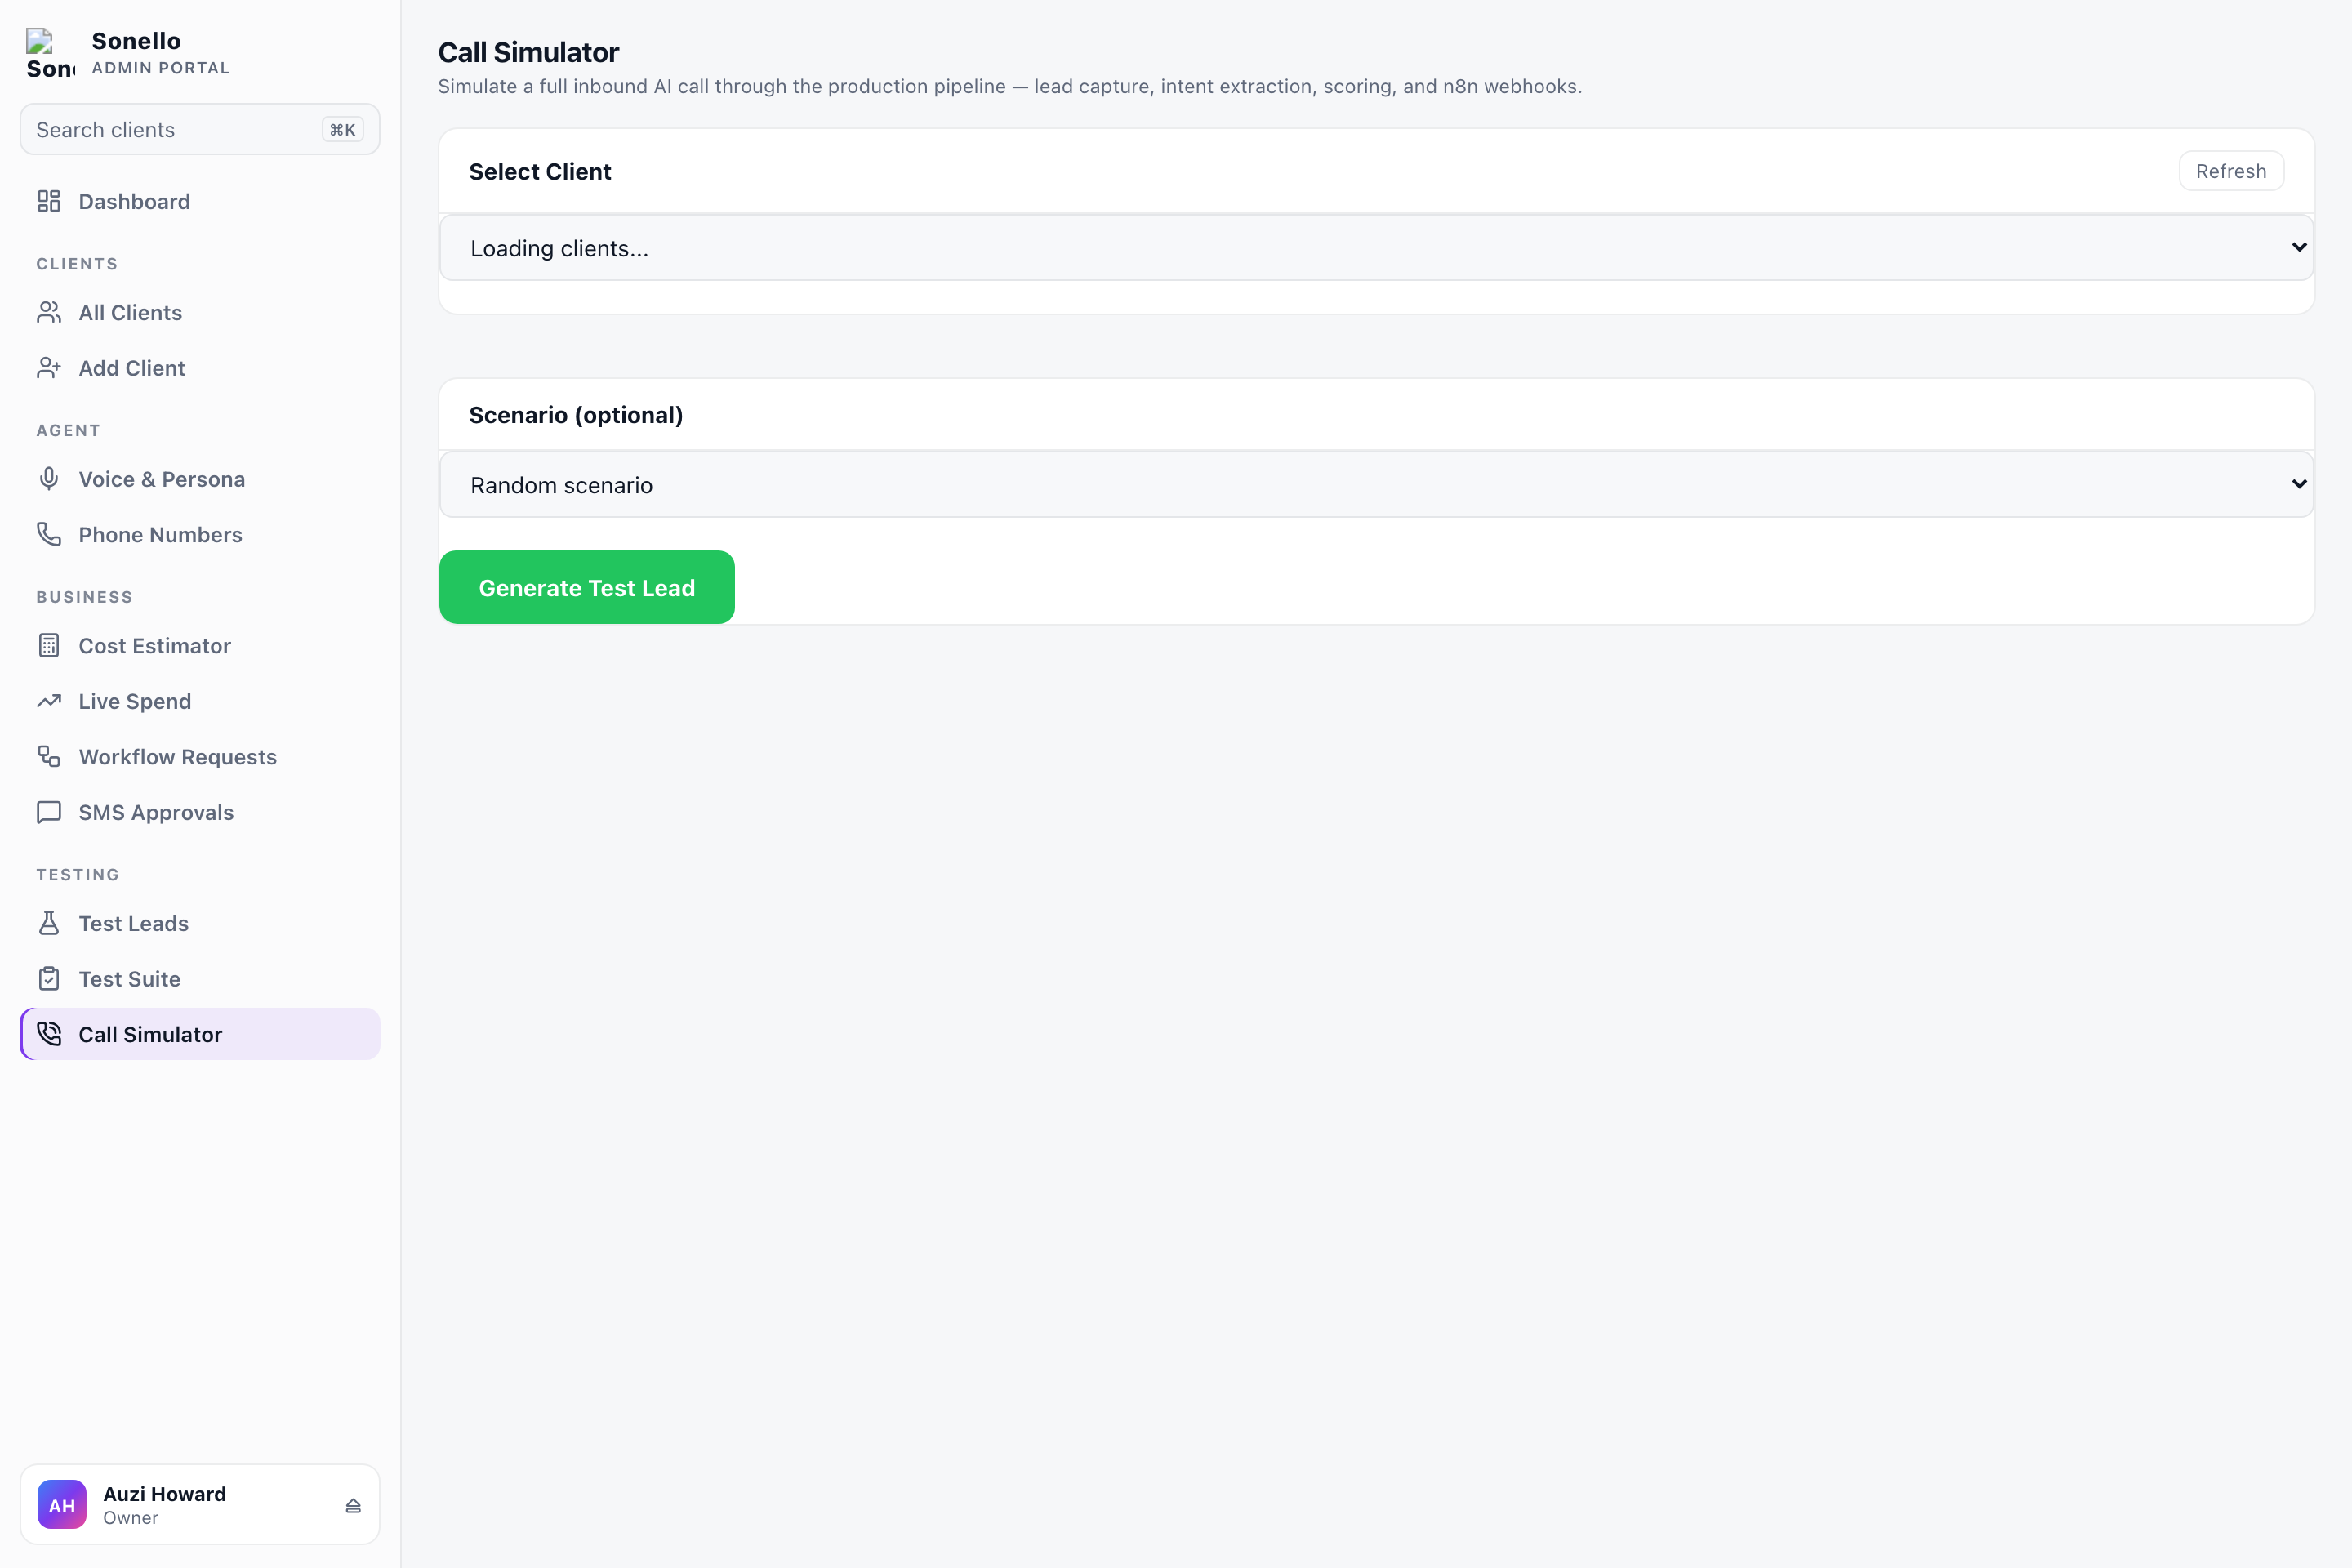 Sonello
Sonello
ADMIN PORTAL
Search clients ⌘K
Dashboard
CLIENTS
All Clients
Add Client
AGENT
Voice & Persona
Phone Numbers
BUSINESS
Cost Estimator
Live Spend
Workflow Requests
SMS Approvals
TESTING
Test Leads
Test Suite
Call Simulator
AH
Auzi Howard
Owner
Call Simulator
Simulate a full inbound AI call through the production pipeline — lead capture, intent extraction, scoring, and n8n webhooks.
Select Client
Refresh
Loading clients...
Scenario (optional)
Random scenario
Generate Test Lead